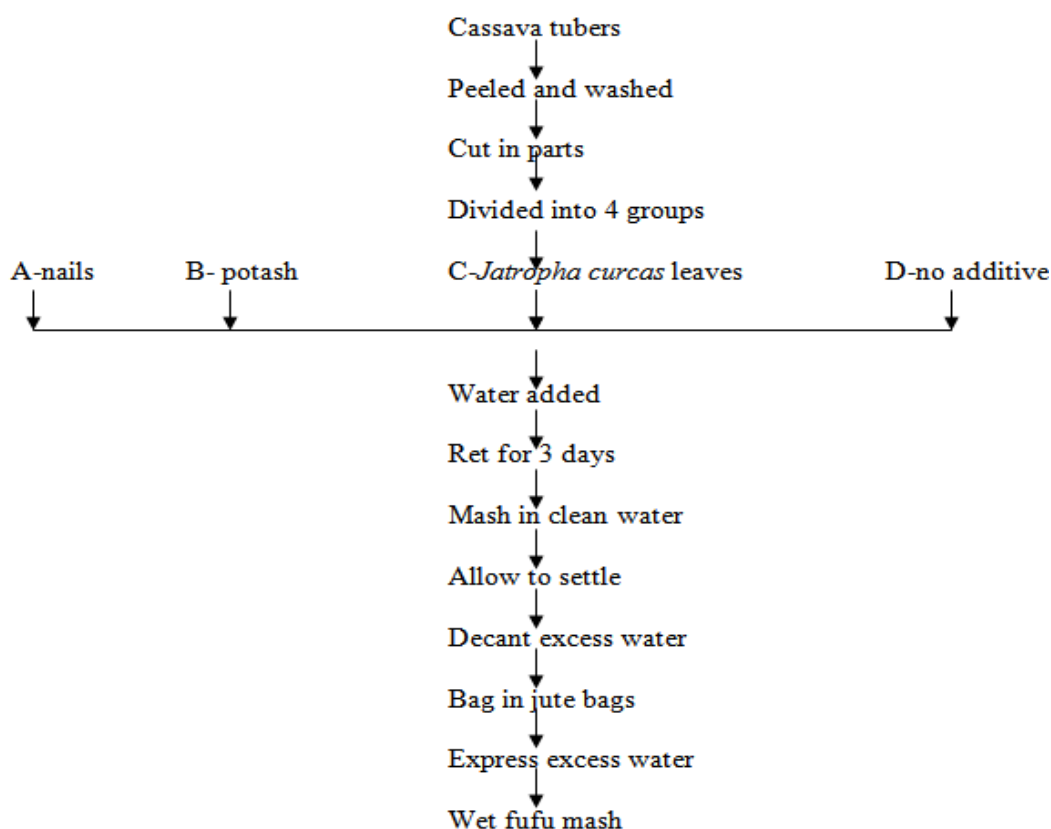 Cassava tubers
Peeled and washed
Cut in parts
Divided into 4 groups
A-nails B- potash C-Jatropha curcas leaves D-no additive
Water added
Ret for 3 days
Mash in clean water
Allow to settle
Decant excess water
Bag in jute bags
Express excess water
Wet fufu mash